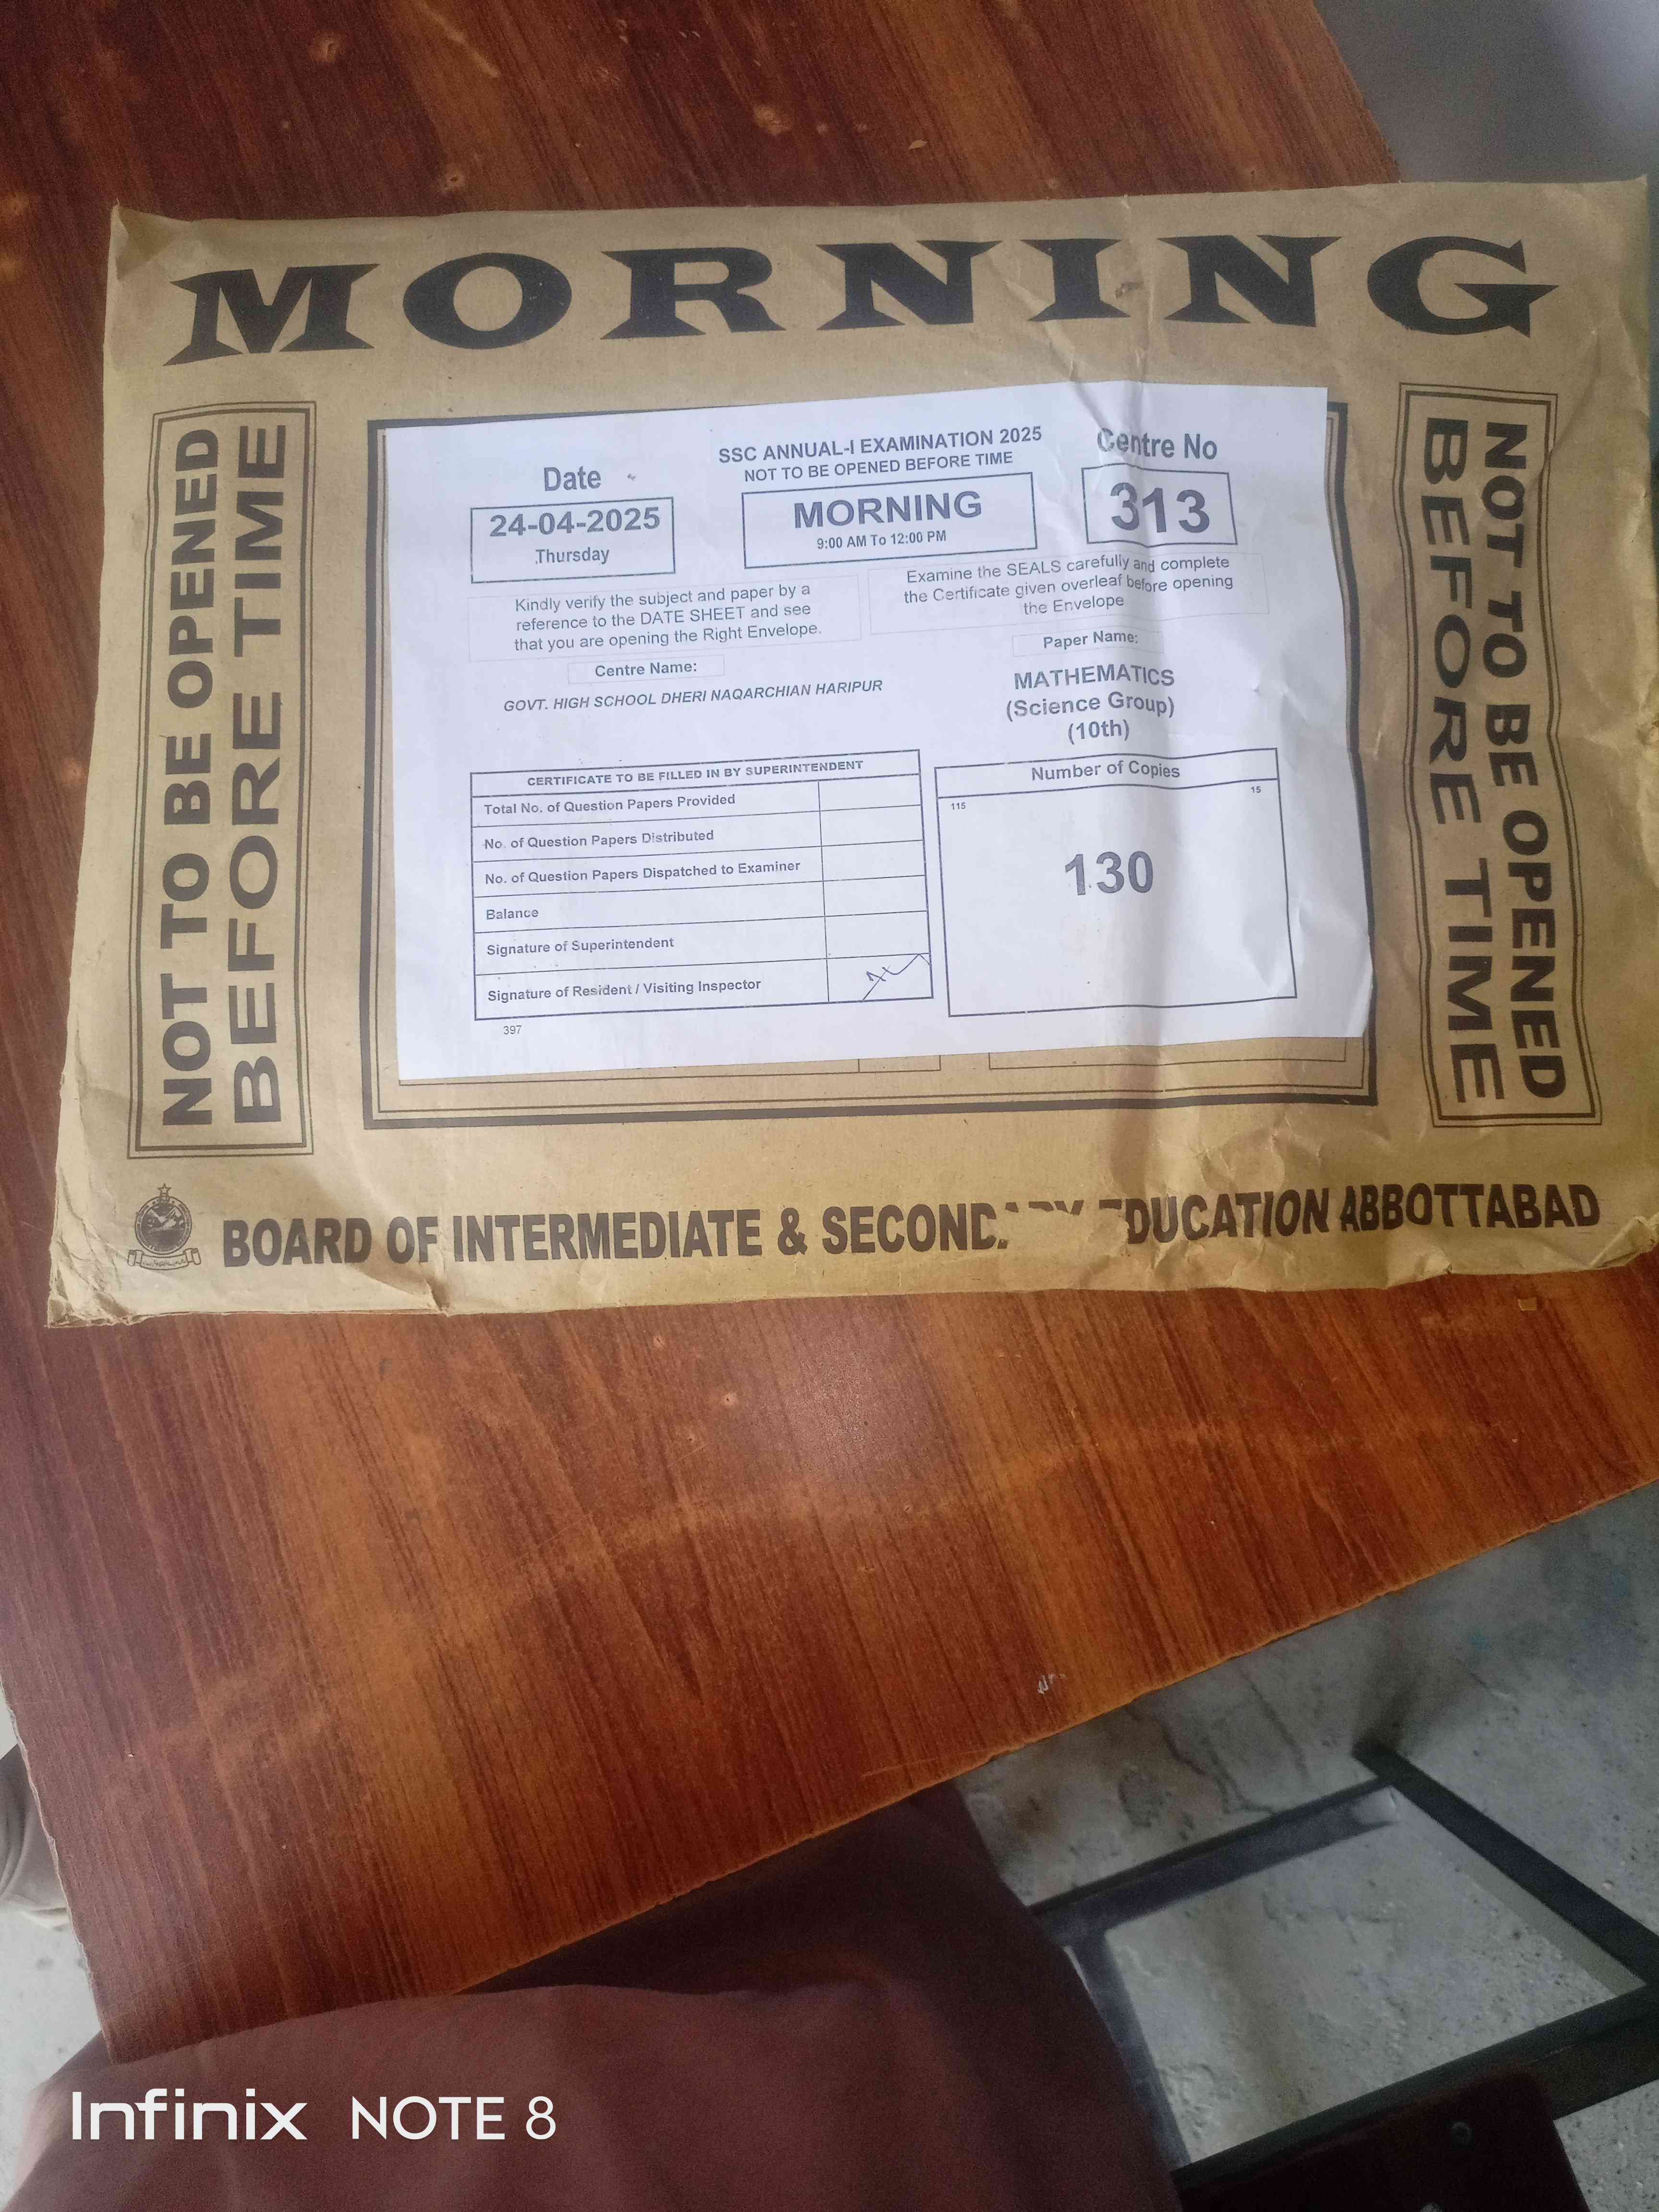 MORNING
NOT TO BE OPENED
BEFORE TIME
SSC ANNUAL-I EXAMINATION 2025
NOT TO BE OPENED BEFORE TIME
Date
24-04-2025
Thursday
MORNING
9:00 AM To 12:00 PM
Centre No
313
Kindly verify the subject and paper by a
reference to the DATE SHEET and see
that you are opening the Right Envelope.
Examine the SEALS carefully and complete
the Certificate given overleaf before opening
the Envelope
Centre Name:
GOVT. HIGH SCHOOL DHERI NAQARCHIAN HARIPUR
Paper Name:
MATHEMATICS
(Science Group)
(10th)
CERTIFICATE TO BE FILLED IN BY SUPERINTENDENT
Total No. of Question Papers Provided
No. of Question Papers Distributed
No. of Question Papers Dispatched to Examiner
Balance
Signature of Superintendent
Signature of Resident / Visiting Inspector
397
Number of Copies
115 15
130
NOT TO BE OPENED
BEFORE TIME
BOARD OF INTERMEDIATE & SECONDARY EDUCATION ABBOTTABAD
Infinix NOTE 8